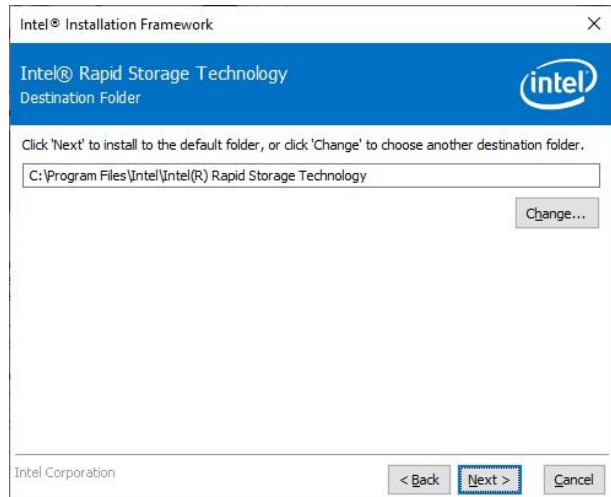 Intel® Installation Framework
Intel® Rapid Storage Technology
Destination Folder
intel
Click 'Next' to install to the default folder, or click 'Change' to choose another destination folder.
C:\Program Files\Intel\Intel(R) Rapid Storage Technology
Change...
Intel Corporation
< Back
Next >
Cancel